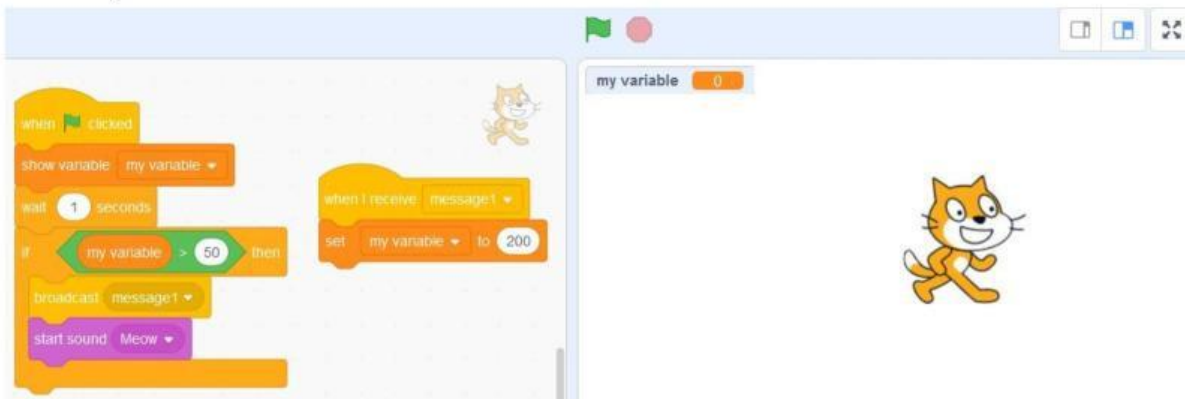 when clicked
show variable my variable
wait 1 seconds
if my variable > 50 then
broadcast message1
start sound Meow
when I receive message1
set my variable to 200
my variable 0